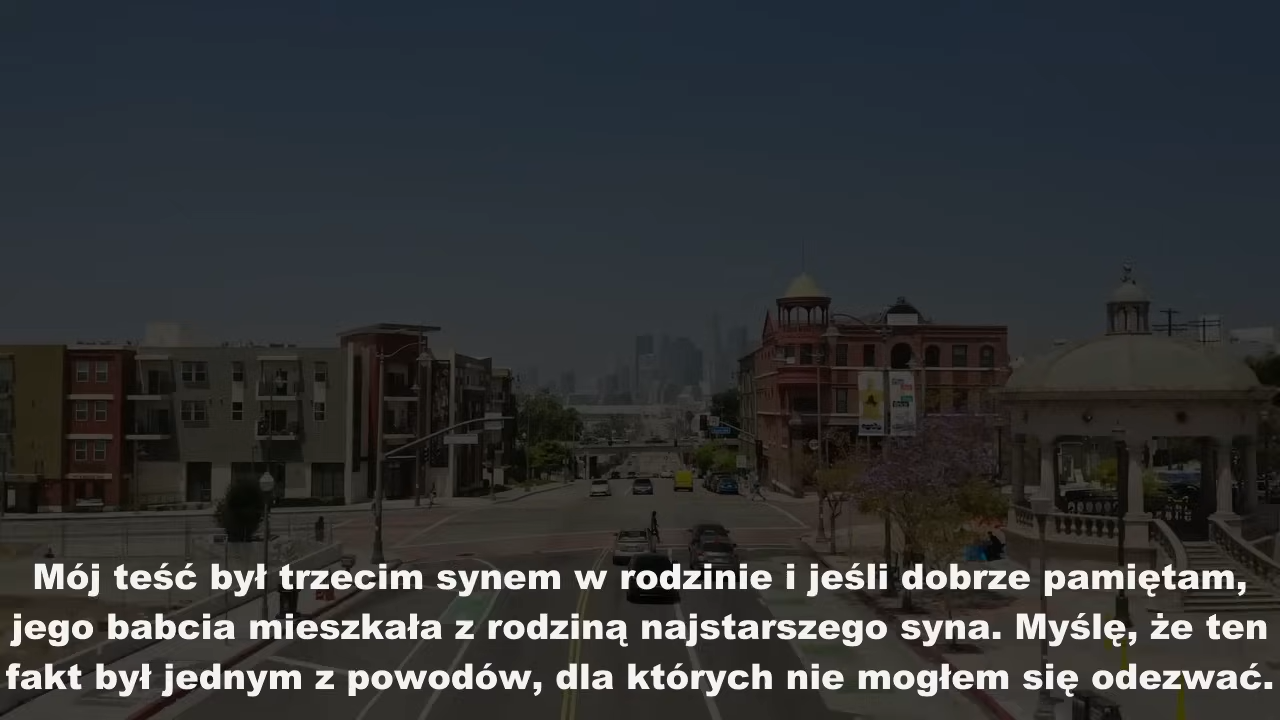 Mój teść był trzecim synem w rodzinie i jeśli dobrze pamiętam,
jego babcia mieszkała z rodziną najstarszego syna. Myślę, że ten
fakt był jednym z powodów, dla których nie mogłem się odezwać.